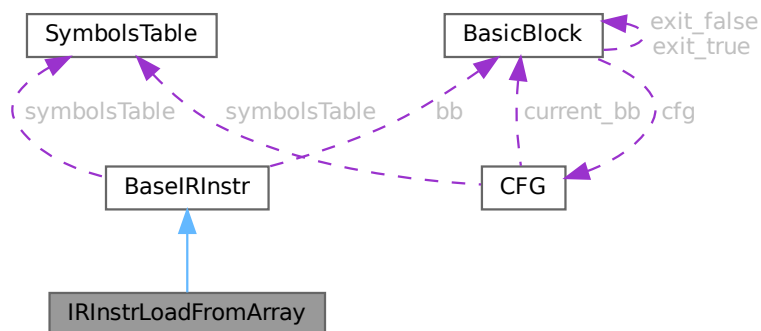 SymbolsTable
BasicBlock
exit_false
exit_true
symbolsTable
symbolsTable
bb
current_bb
cfg
BaseIRInstr
CFG
IRInstrLoadFromArray